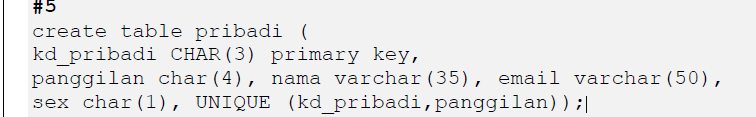 #5
create table pribadi (
kd_pribadi CHAR(3) primary key,
panggilan char(4), nama varchar(35), email varchar(50),
sex char(1), UNIQUE (kd_pribadi,panggilan));